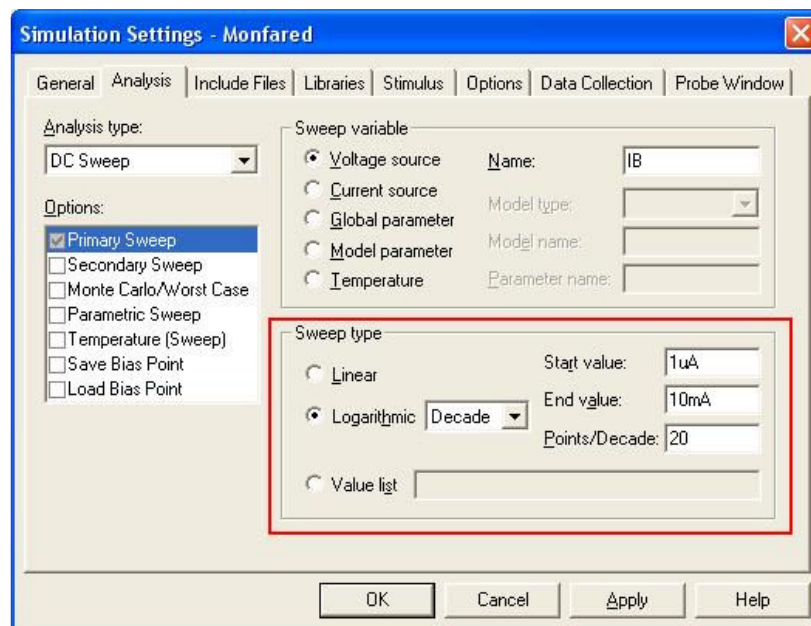 Simulation Settings - Monfared
General Analysis Include Files Libraries Stimulus Options Data Collection Probe Window
Analysis type:
DC Sweep
Options:
Primary Sweep
Secondary Sweep
Monte Carlo/Worst Case
Parametric Sweep
Temperature (Sweep)
Save Bias Point
Load Bias Point
Sweep variable
Voltage source
Current source
Global parameter
Model parameter
Temperature
Name: IB
Model type:
Model name:
Parameter name:
Sweep type
Linear
Logarithmic Decade
Value list
Start value: 1uA
End value: 10mA
Points/Decade: 20
OK Cancel Apply Help